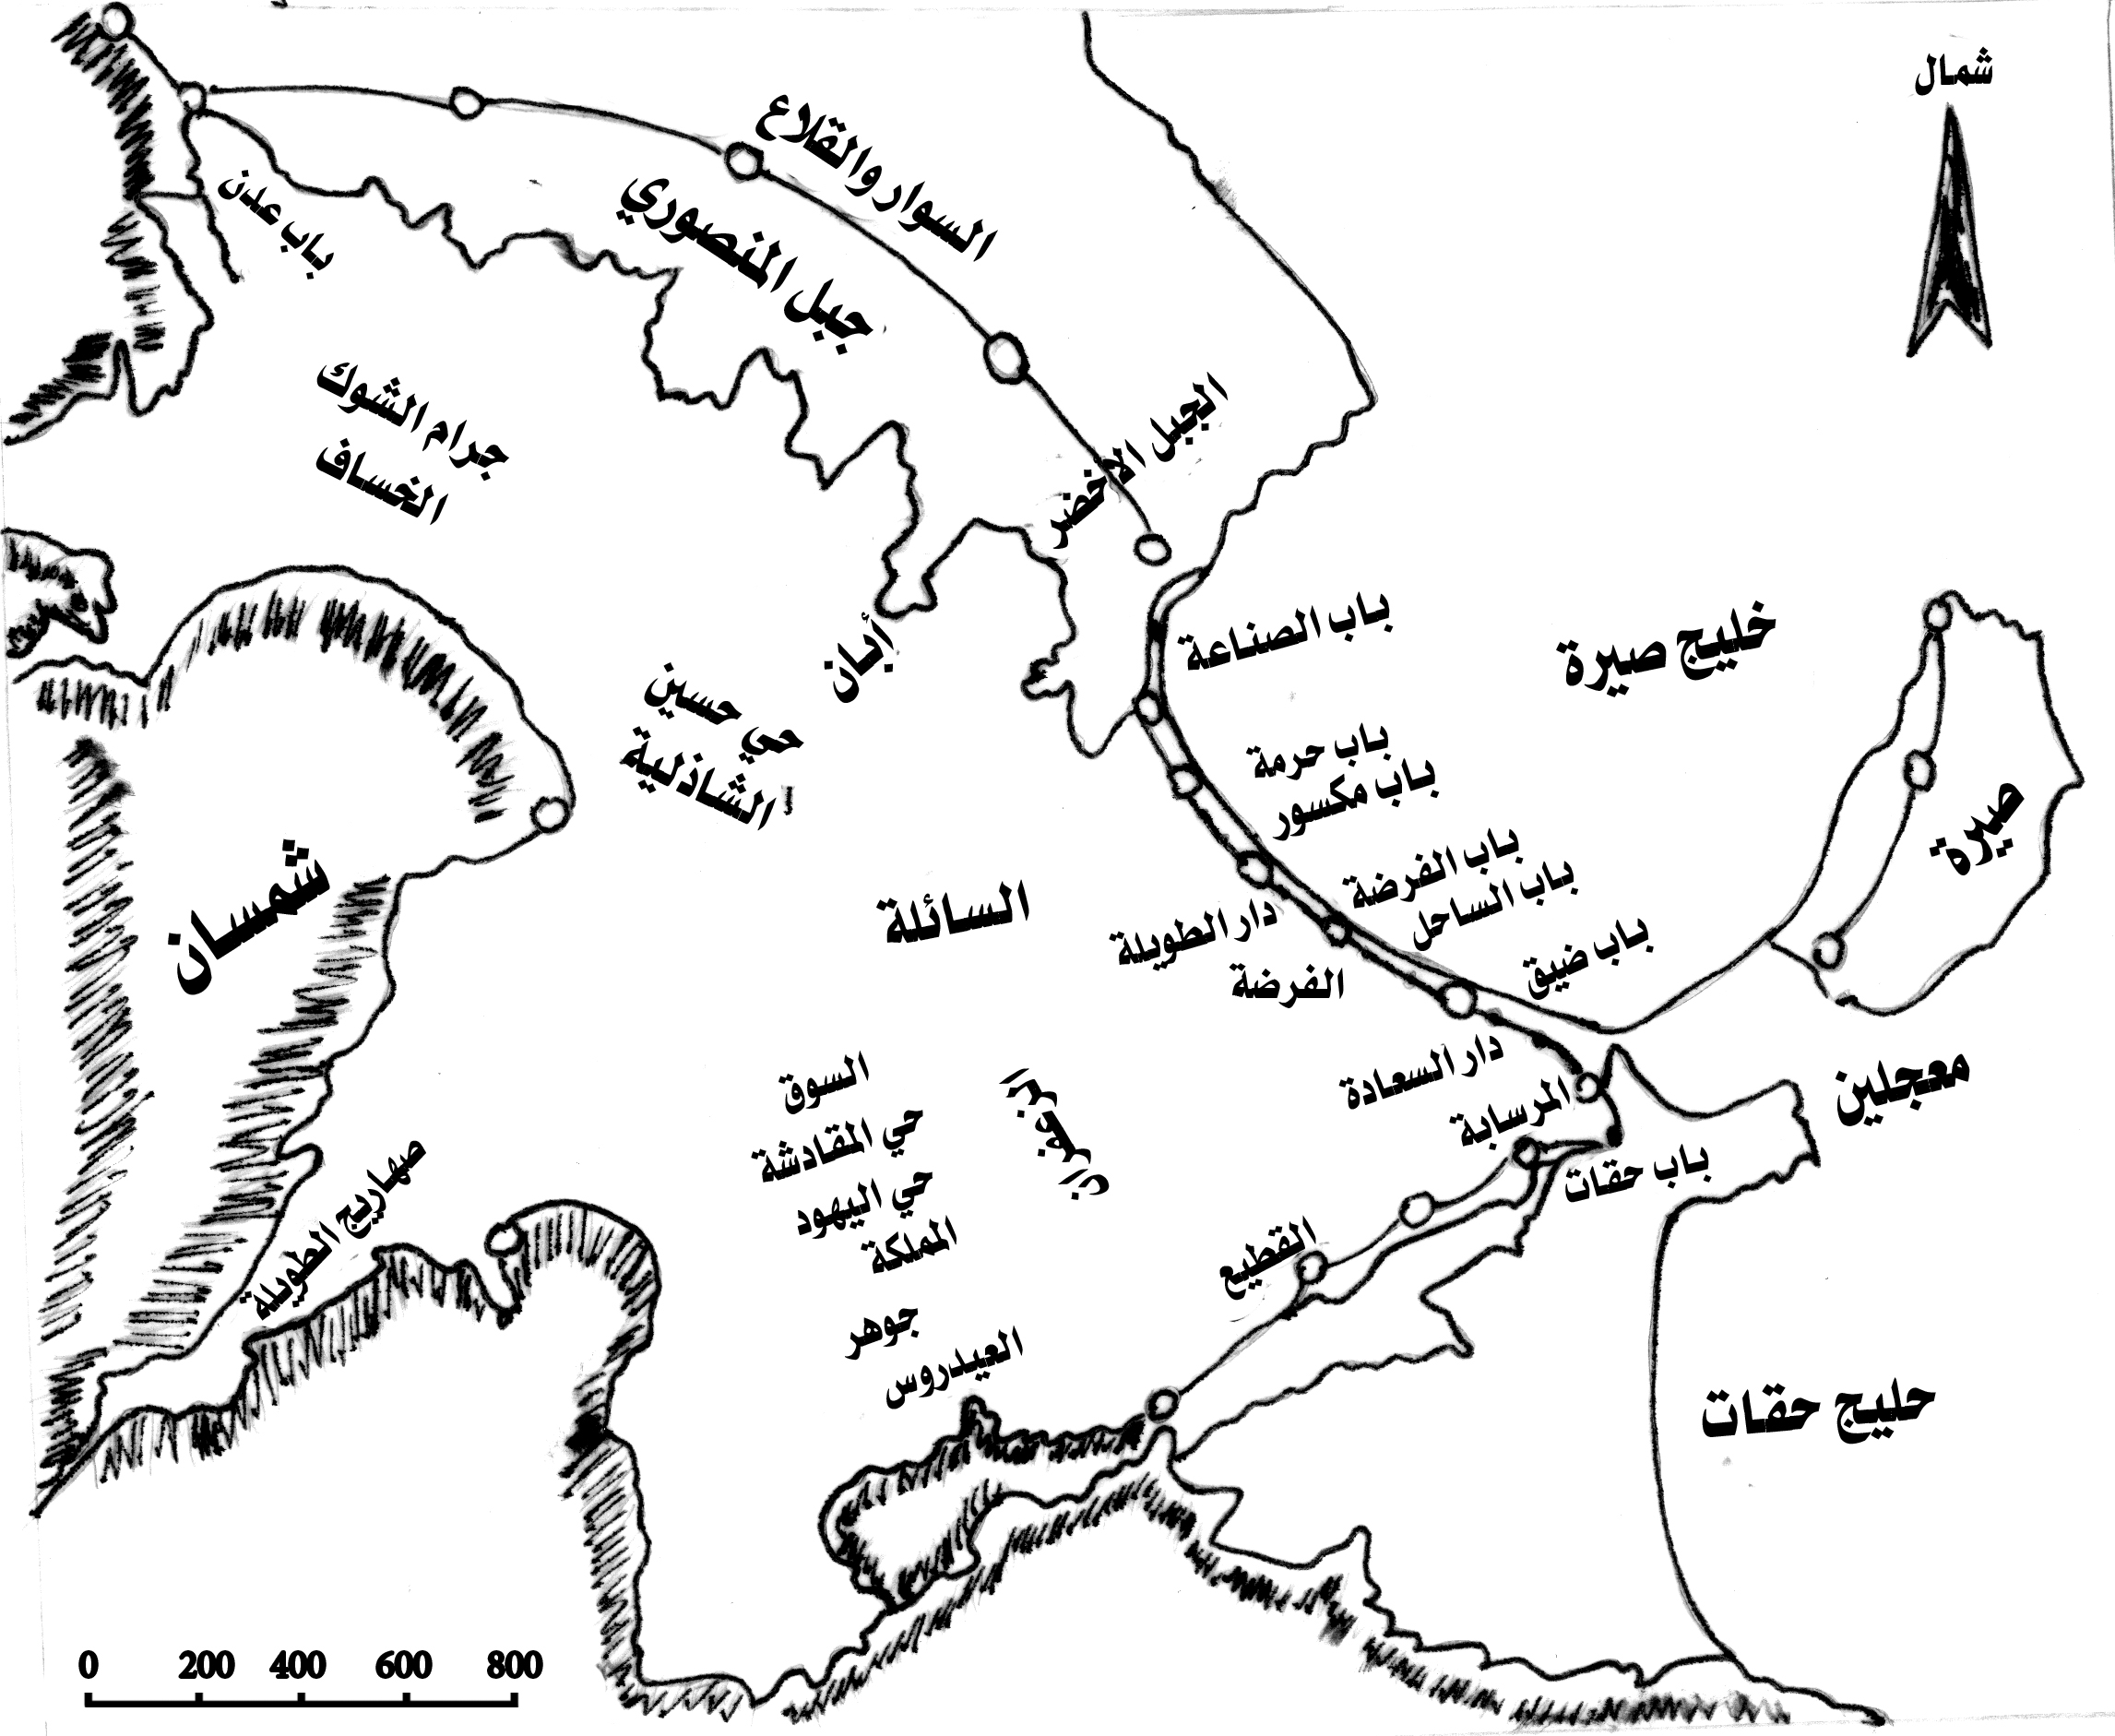 شمال
السوار والقلاع
جبل المنصوري
باب عدن
جرام الشوك
الخساف
الجبل الاخضر
باب الصناعة
خليج صيرة
أبان
حي حسين
الشاذلية
باب حرمة
باب مكسور
صيرة
شمسان
السائلة
باب الفرضة
باب الساحل
دار الطويلة
باب ضيق
الفرضة
دار السعادة
معجلين
السوق
الزعفران
المرسابة
حي المقادشة
باب حقات
حي اليهود
صهاريج الطويلة
المملكة
القطيع
جوهر
العيدروس
حليج حقات
0 200 400 600 800